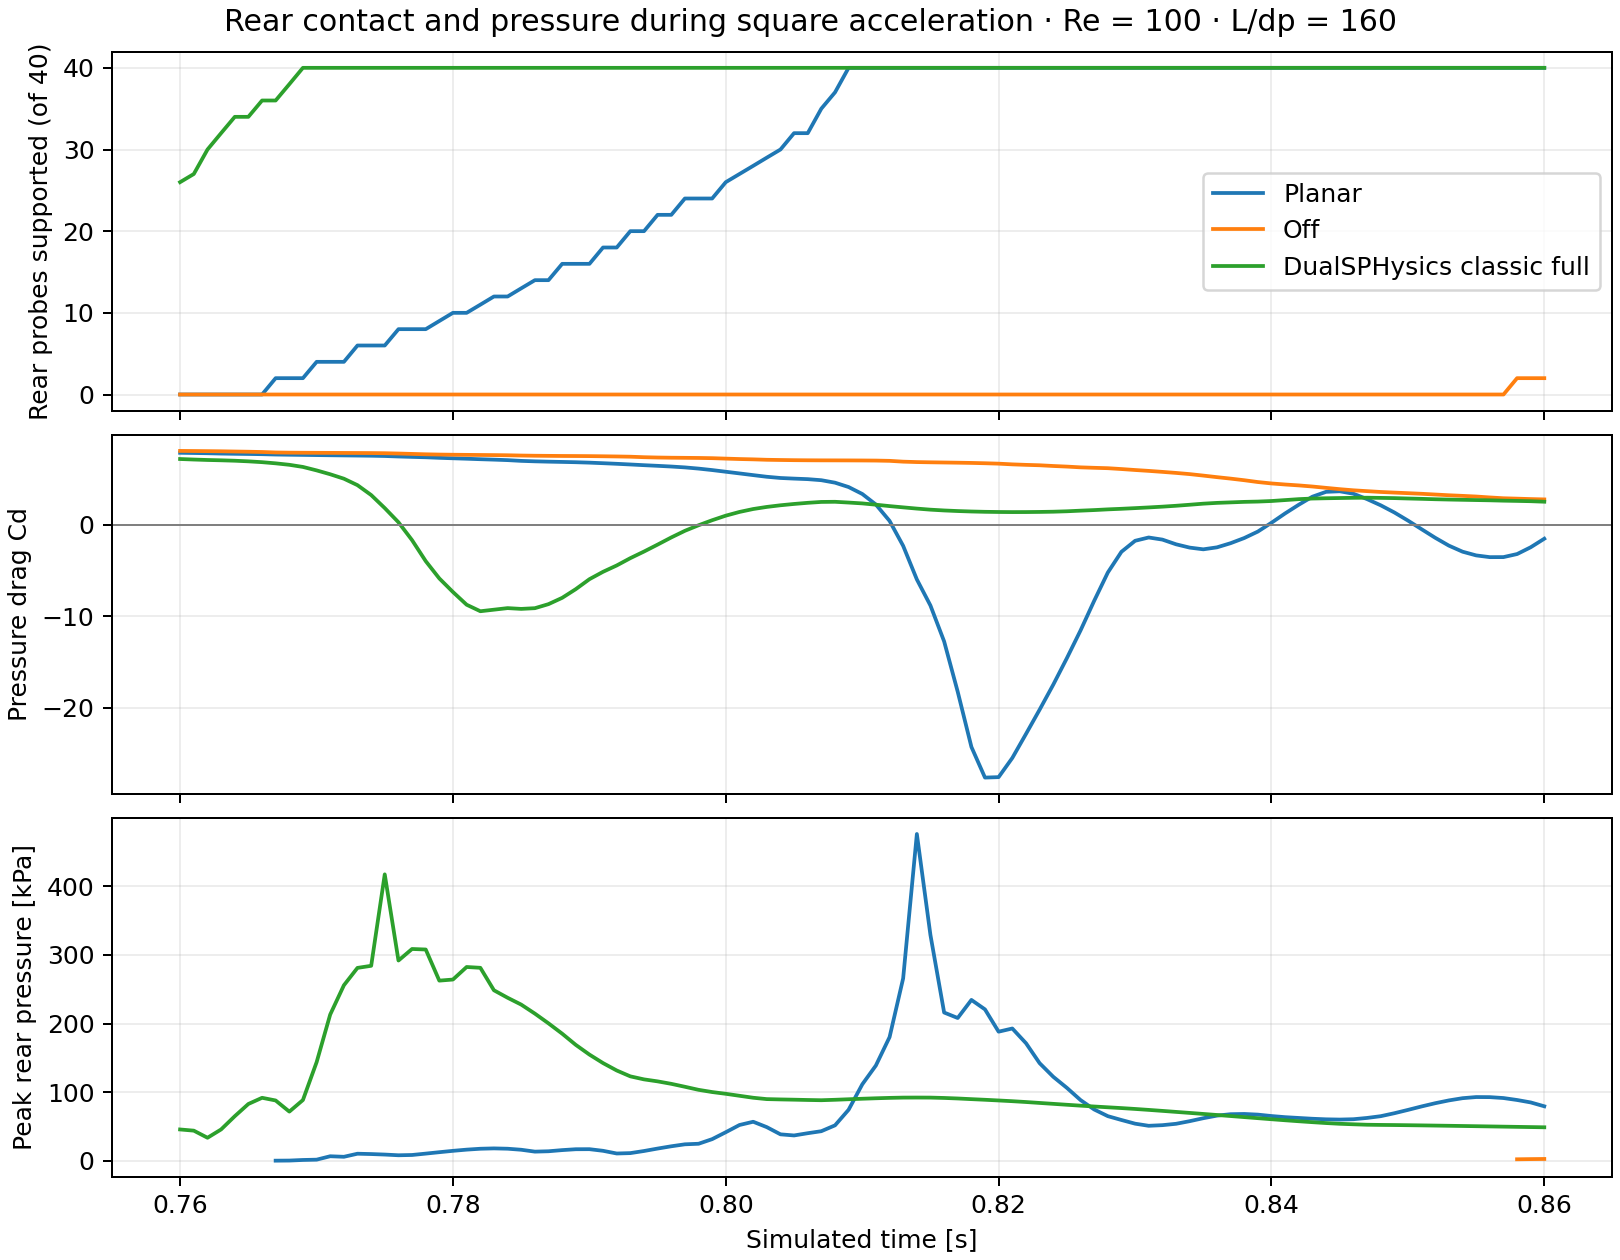 Rear contact and pressure during square acceleration · Re = 100 · L/dp = 160
Rear probes supported (of 40)
40
30
20
10
0
Planar
Off
DualSPHysics classic full
Pressure drag Cd
0
−10
−20
Peak rear pressure [kPa]
400
300
200
100
0
0.76
0.78
0.80
0.82
0.84
0.86
Simulated time [s]